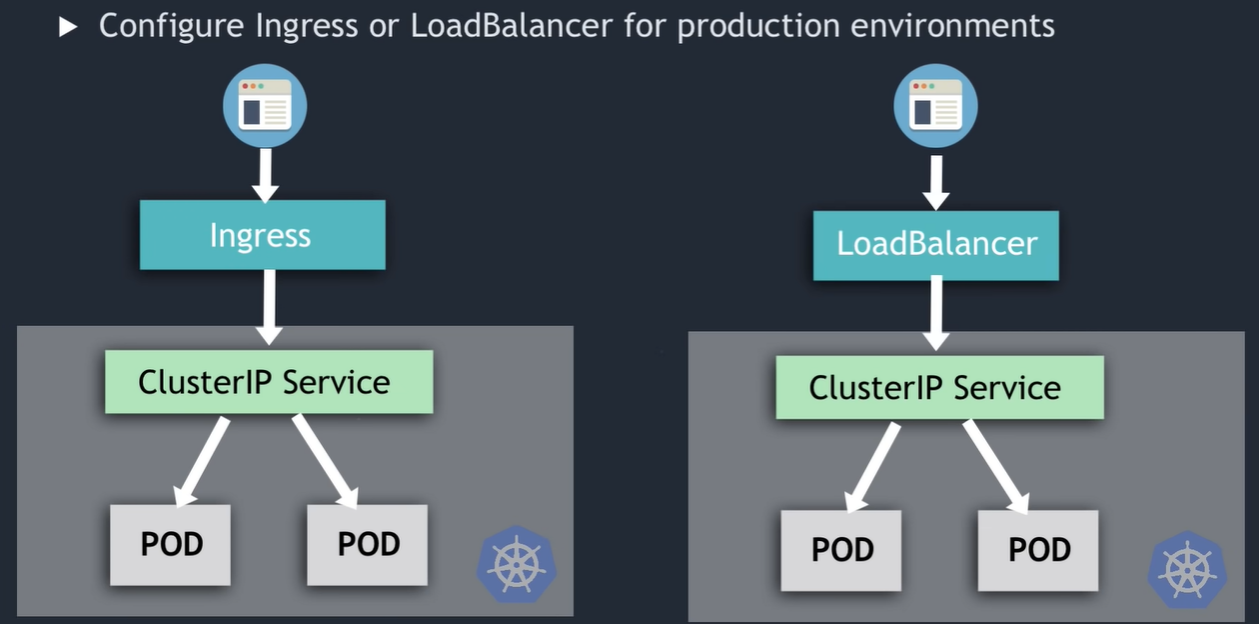 Configure Ingress or LoadBalancer for production environments
Ingress
ClusterIP Service
POD
POD
LoadBalancer
ClusterIP Service
POD
POD